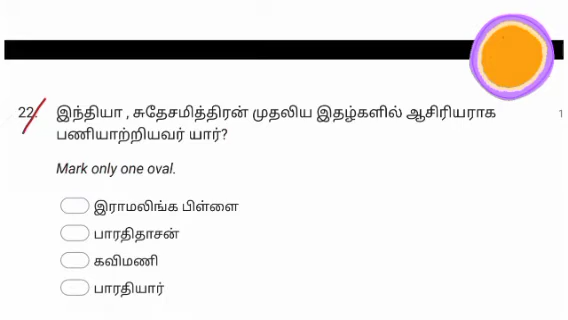 22. இந்தியா , சுதேசமித்திரன் முதலிய இதழ்களில் ஆசிரியராக 1
பணியாற்றியவர் யார்?
Mark only one oval.
இராமலிங்க பிள்ளை
பாரதிதாசன்
கவிமணி
பாரதியார்